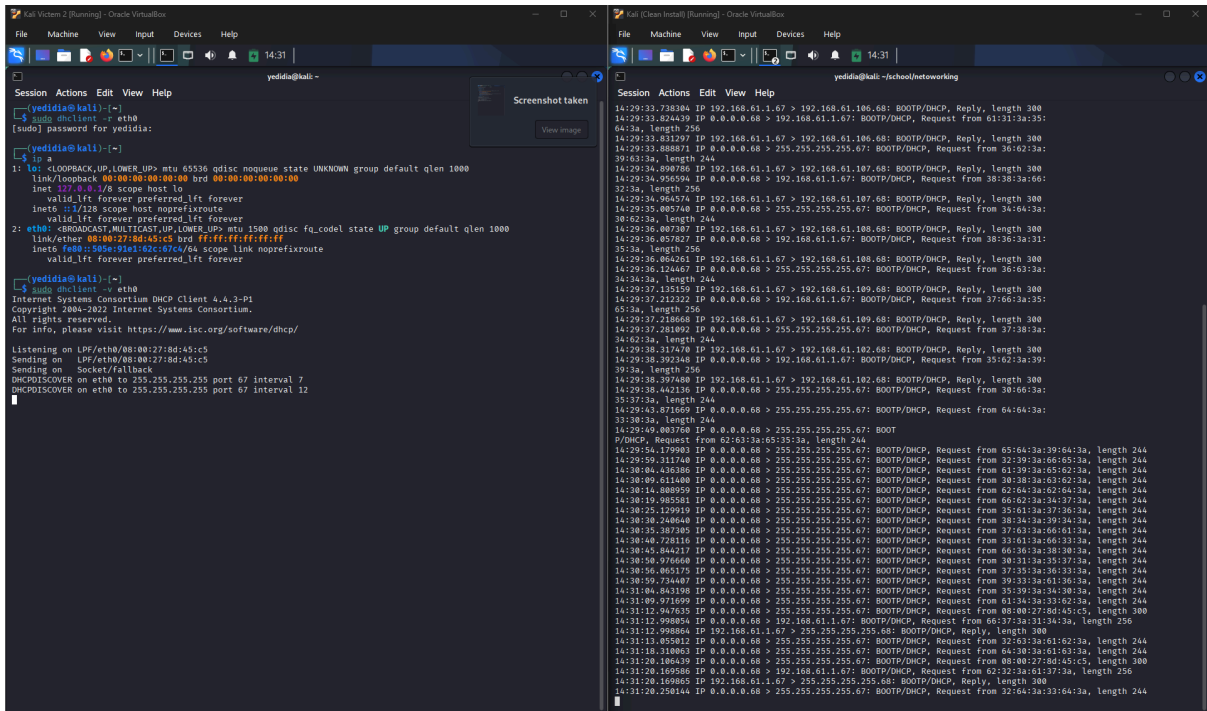 Kali Victem 2 [Running] - Oracle VirtualBox
File Machine View Input Devices Help
14:31
yedidia@kali: ~
Session Actions Edit View Help
Screenshot taken
View image
┌──(yedidia㉿kali)-[~]
└─$ sudo dhclient -r eth0
[sudo] password for yedidia:
┌──(yedidia㉿kali)-[~]
└─$ ip a
1: lo: <LOOPBACK,UP,LOWER_UP> mtu 65536 qdisc noqueue state UNKNOWN group default qlen 1000
link/loopback 00:00:00:00:00:00 brd 00:00:00:00:00:00
inet 127.0.0.1/8 scope host lo
valid_lft forever preferred_lft forever
inet6 ::1/128 scope host noprefixroute
valid_lft forever preferred_lft forever
2: eth0: <BROADCAST,MULTICAST,UP,LOWER_UP> mtu 1500 qdisc fq_codel state UP group default qlen 1000
link/ether 08:00:27:8d:45:c5 brd ff:ff:ff:ff:ff:ff
inet6 fe80::505e:91e1:62c:67c4/64 scope link noprefixroute
valid_lft forever preferred_lft forever
┌──(yedidia㉿kali)-[~]
└─$ sudo dhclient -v eth0
Internet Systems Consortium DHCP Client 4.4.3-P1
Copyright 2004-2022 Internet Systems Consortium.
All rights reserved.
For info, please visit https://www.isc.org/software/dhcp/
Listening on LPF/eth0/08:00:27:8d:45:c5
Sending on LPF/eth0/08:00:27:8d:45:c5
Sending on Socket/fallback
DHCPDISCOVER on eth0 to 255.255.255.255 port 67 interval 7
DHCPDISCOVER on eth0 to 255.255.255.255 port 67 interval 12
Kali (Clean Install) [Running] - Oracle VirtualBox
File Machine View Input Devices Help
14:31
yedidia@kali: ~/school/netoworking
Session Actions Edit View Help
14:29:33.738304 IP 192.168.61.1.67 > 192.168.61.106.68: BOOTP/DHCP, Reply, length 300
14:29:33.824439 IP 0.0.0.0.68 > 192.168.61.1.67: BOOTP/DHCP, Request from 61:31:3a:35:
64:3a, length 256
14:29:33.831297 IP 192.168.61.1.67 > 192.168.61.106.68: BOOTP/DHCP, Reply, length 300
14:29:33.888871 IP 0.0.0.0.68 > 255.255.255.255.67: BOOTP/DHCP, Request from 36:62:3a:
39:63:3a, length 244
14:29:34.890786 IP 192.168.61.1.67 > 192.168.61.107.68: BOOTP/DHCP, Reply, length 300
14:29:34.956594 IP 0.0.0.0.68 > 192.168.61.1.67: BOOTP/DHCP, Request from 38:38:3a:66:
32:3a, length 256
14:29:34.964574 IP 192.168.61.1.67 > 192.168.61.107.68: BOOTP/DHCP, Reply, length 300
14:29:35.005740 IP 0.0.0.0.68 > 255.255.255.255.67: BOOTP/DHCP, Request from 34:64:3a:
30:62:3a, length 244
14:29:36.007307 IP 192.168.61.1.67 > 192.168.61.108.68: BOOTP/DHCP, Reply, length 300
14:29:36.057827 IP 0.0.0.0.68 > 192.168.61.1.67: BOOTP/DHCP, Request from 38:36:3a:31:
35:3a, length 256
14:29:36.064261 IP 192.168.61.1.67 > 192.168.61.108.68: BOOTP/DHCP, Reply, length 300
14:29:36.124467 IP 0.0.0.0.68 > 255.255.255.255.67: BOOTP/DHCP, Request from 36:63:3a:
34:34:3a, length 244
14:29:37.135159 IP 192.168.61.1.67 > 192.168.61.109.68: BOOTP/DHCP, Reply, length 300
14:29:37.212322 IP 0.0.0.0.68 > 192.168.61.1.67: BOOTP/DHCP, Request from 37:66:3a:35:
65:3a, length 256
14:29:37.218668 IP 192.168.61.1.67 > 192.168.61.109.68: BOOTP/DHCP, Reply, length 300
14:29:37.281092 IP 0.0.0.0.68 > 255.255.255.255.67: BOOTP/DHCP, Request from 37:38:3a:
34:62:3a, length 244
14:29:38.317470 IP 192.168.61.1.67 > 192.168.61.102.68: BOOTP/DHCP, Reply, length 300
14:29:38.392348 IP 0.0.0.0.68 > 192.168.61.1.67: BOOTP/DHCP, Request from 35:62:3a:39:
39:3a, length 256
14:29:38.397480 IP 192.168.61.1.67 > 192.168.61.102.68: BOOTP/DHCP, Reply, length 300
14:29:38.442136 IP 0.0.0.0.68 > 255.255.255.255.67: BOOTP/DHCP, Request from 30:66:3a:
35:37:3a, length 244
14:29:43.871669 IP 0.0.0.0.68 > 255.255.255.255.67: BOOTP/DHCP, Request from 64:64:3a:
33:30:3a, length 244
14:29:49.003760 IP 0.0.0.0.68 > 255.255.255.255.67: BOOT
P/DHCP, Request from 62:63:3a:65:35:3a, length 244
14:29:54.179903 IP 0.0.0.0.68 > 255.255.255.255.67: BOOTP/DHCP, Request from 65:64:3a:39:64:3a, length 244
14:29:59.311740 IP 0.0.0.0.68 > 255.255.255.255.67: BOOTP/DHCP, Request from 32:39:3a:66:65:3a, length 244
14:30:04.436386 IP 0.0.0.0.68 > 255.255.255.255.67: BOOTP/DHCP, Request from 61:39:3a:65:62:3a, length 244
14:30:09.611400 IP 0.0.0.0.68 > 255.255.255.255.67: BOOTP/DHCP, Request from 30:38:3a:63:62:3a, length 244
14:30:14.808959 IP 0.0.0.0.68 > 255.255.255.255.67: BOOTP/DHCP, Request from 62:64:3a:62:64:3a, length 244
14:30:19.985581 IP 0.0.0.0.68 > 255.255.255.255.67: BOOTP/DHCP, Request from 66:62:3a:34:37:3a, length 244
14:30:25.129919 IP 0.0.0.0.68 > 255.255.255.255.67: BOOTP/DHCP, Request from 35:61:3a:37:36:3a, length 244
14:30:30.240640 IP 0.0.0.0.68 > 255.255.255.255.67: BOOTP/DHCP, Request from 38:34:3a:39:34:3a, length 244
14:30:35.387305 IP 0.0.0.0.68 > 255.255.255.255.67: BOOTP/DHCP, Request from 37:63:3a:66:61:3a, length 244
14:30:40.728116 IP 0.0.0.0.68 > 255.255.255.255.67: BOOTP/DHCP, Request from 33:61:3a:66:33:3a, length 244
14:30:45.844217 IP 0.0.0.0.68 > 255.255.255.255.67: BOOTP/DHCP, Request from 66:36:3a:38:30:3a, length 244
14:30:50.976660 IP 0.0.0.0.68 > 255.255.255.255.67: BOOTP/DHCP, Request from 30:31:3a:35:37:3a, length 244
14:30:56.065175 IP 0.0.0.0.68 > 255.255.255.255.67: BOOTP/DHCP, Request from 37:35:3a:36:33:3a, length 244
14:30:59.734407 IP 0.0.0.0.68 > 255.255.255.255.67: BOOTP/DHCP, Request from 39:33:3a:61:36:3a, length 244
14:31:04.843198 IP 0.0.0.0.68 > 255.255.255.255.67: BOOTP/DHCP, Request from 35:39:3a:34:30:3a, length 244
14:31:09.971699 IP 0.0.0.0.68 > 255.255.255.255.67: BOOTP/DHCP, Request from 61:34:3a:33:62:3a, length 244
14:31:12.947635 IP 0.0.0.0.68 > 255.255.255.255.67: BOOTP/DHCP, Request from 08:00:27:8d:45:c5, length 300
14:31:12.998054 IP 0.0.0.0.68 > 192.168.61.1.67: BOOTP/DHCP, Request from 66:37:3a:31:34:3a, length 256
14:31:12.998864 IP 192.168.61.1.67 > 255.255.255.255.68: BOOTP/DHCP, Reply, length 300
14:31:13.055012 IP 0.0.0.0.68 > 255.255.255.255.67: BOOTP/DHCP, Request from 32:63:3a:61:62:3a, length 244
14:31:18.310063 IP 0.0.0.0.68 > 255.255.255.255.67: BOOTP/DHCP, Request from 64:30:3a:61:63:3a, length 244
14:31:20.106439 IP 0.0.0.0.68 > 255.255.255.255.67: BOOTP/DHCP, Request from 08:00:27:8d:45:c5, length 300
14:31:20.169586 IP 0.0.0.0.68 > 192.168.61.1.67: BOOTP/DHCP, Request from 62:32:3a:61:37:3a, length 256
14:31:20.169865 IP 192.168.61.1.67 > 255.255.255.255.68: BOOTP/DHCP, Reply, length 300
14:31:20.250144 IP 0.0.0.0.68 > 255.255.255.255.67: BOOTP/DHCP, Request from 32:64:3a:33:64:3a, length 244